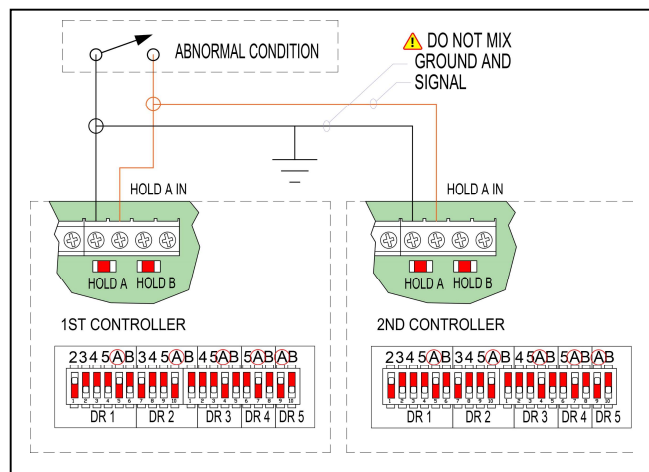 ABNORMAL CONDITION
⚠ DO NOT MIX
GROUND AND
SIGNAL
HOLD A IN
HOLD A IN
HOLD A HOLD B
HOLD A HOLD B
1ST CONTROLLER
2ND CONTROLLER
2345AB 345AB 45AB 5AB AB
2345AB 345AB 45AB 5AB AB
DR 1 DR 2 DR 3 DR 4 DR 5
DR 1 DR 2 DR 3 DR 4 DR 5